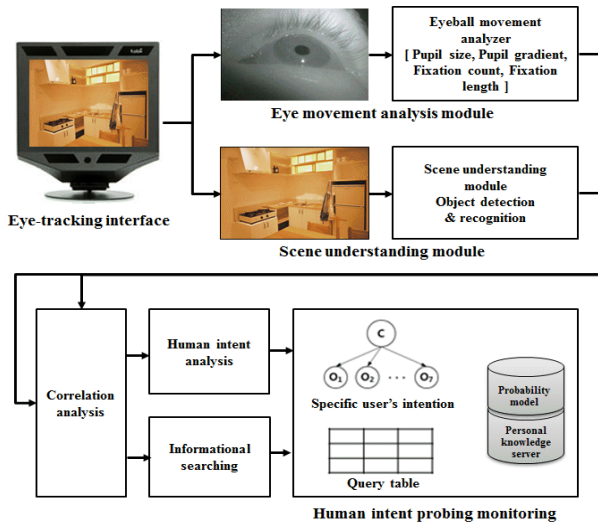 Eyeball movement
analyzer
[ Pupil size, Pupil gradient,
Fixation count, Fixation
length ]
Eye movement analysis module
Eye-tracking interface
Scene understanding
module
Object detection
& recognition
Scene understanding module
Correlation
analysis
Human intent
analysis
Informational
searching
C
O1 O2 ··· O7
Specific user's intention
Query table
Probability
model
Personal
knowledge
server
Human intent probing monitoring